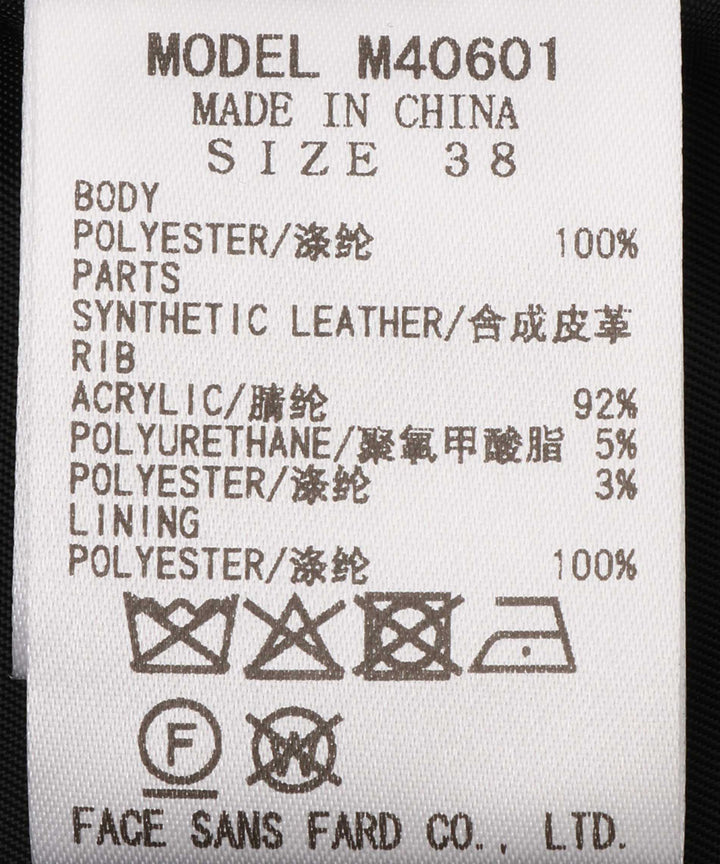 MODEL M40601
MADE IN CHINA
SIZE 38
BODY
POLYESTER/涤纶 100%
PARTS
SYNTHETIC LEATHER/合成皮革
RIB
ACRYLIC/腈纶 92%
POLYURETHANE/聚氨甲酸脂 5%
POLYESTER/涤纶 3%
LINING
POLYESTER/涤纶 100%
F W
FACE SANS FARD CO., LTD.